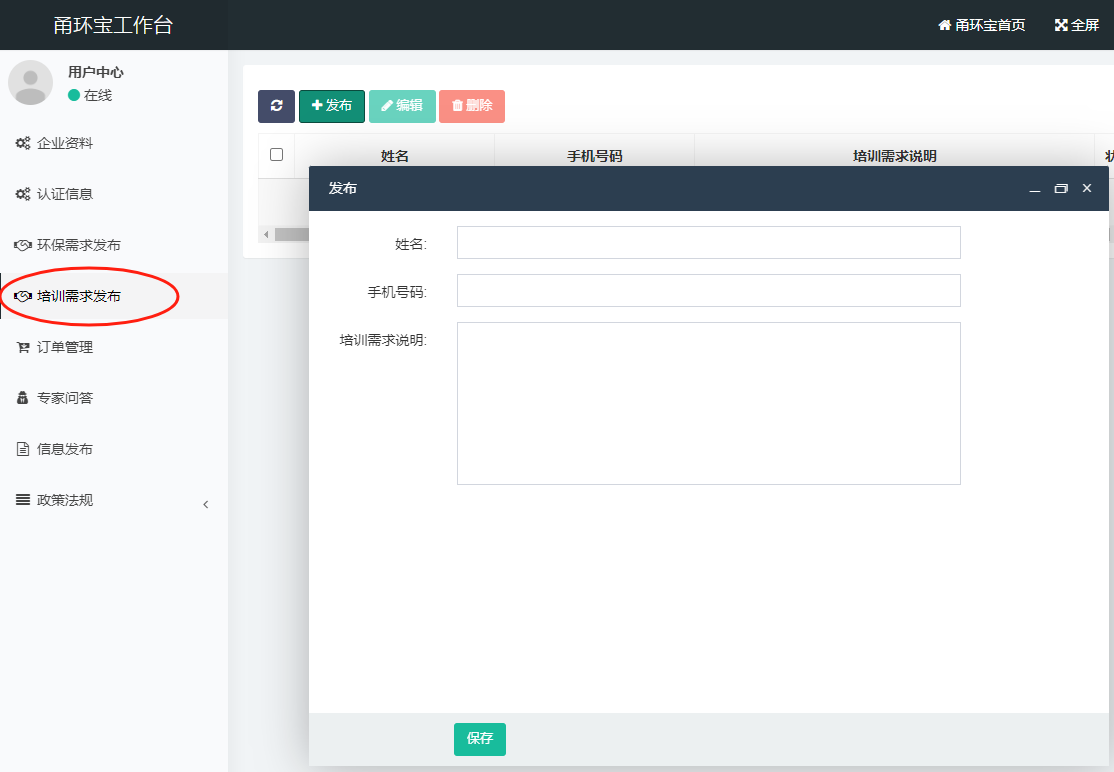 甬环宝工作台
甬环宝首页 全屏
用户中心
在线
企业资料
认证信息
环保需求发布
培训需求发布
订单管理
专家问答
信息发布
政策法规
发布 编辑 删除
姓名 手机号码 培训需求说明
发布
姓名:
手机号码:
培训需求说明:
保存